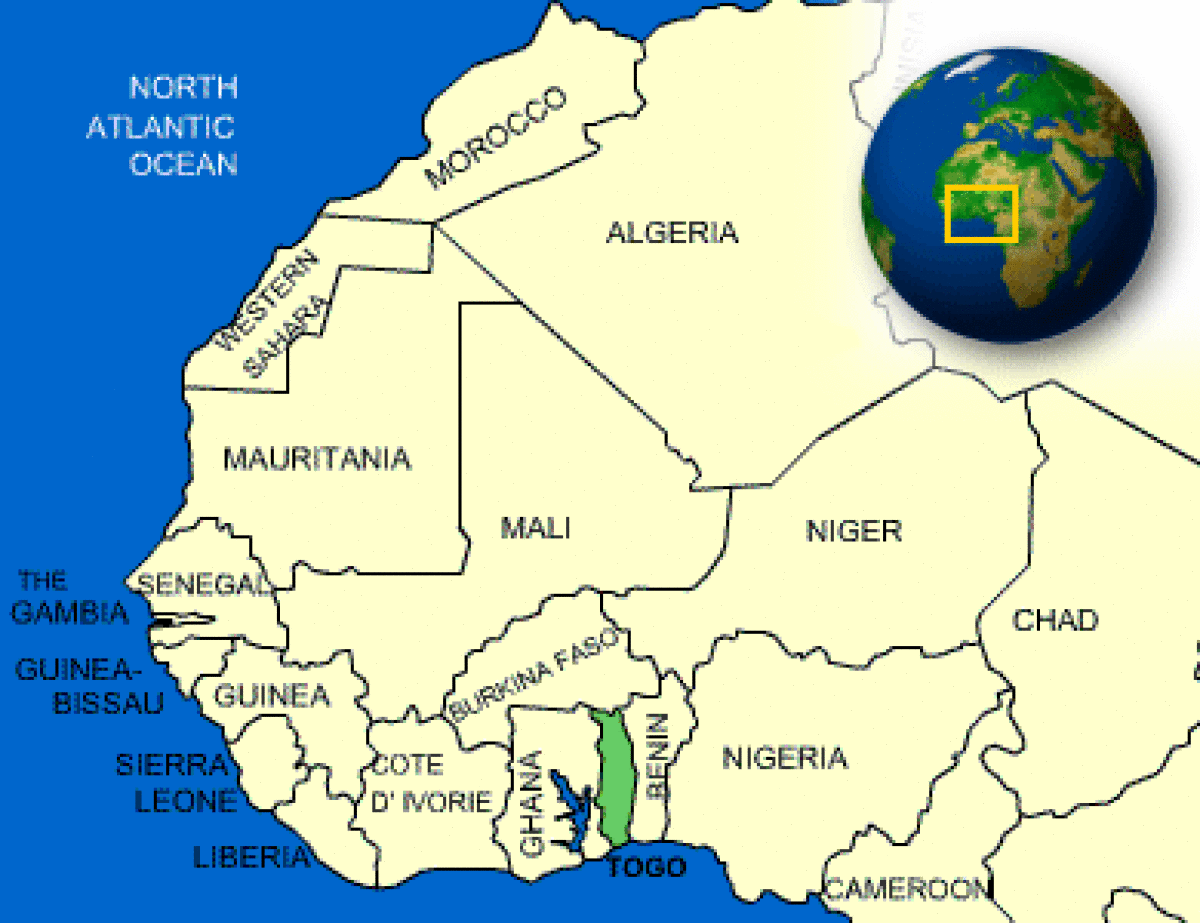 NORTH
ATLANTIC
OCEAN
MOROCCO
ALGERIA
WESTERN
SAHARA
MAURITANIA
MALI
NIGER
CHAD
THE
GAMBIA
SENEGAL
GUINEA-
BISSAU
GUINEA
BURKINA FASO
SIERRA
LEONE
COTE
D' IVORIE
GHANA
BENIN
NIGERIA
LIBERIA
TOGO
CAMEROON